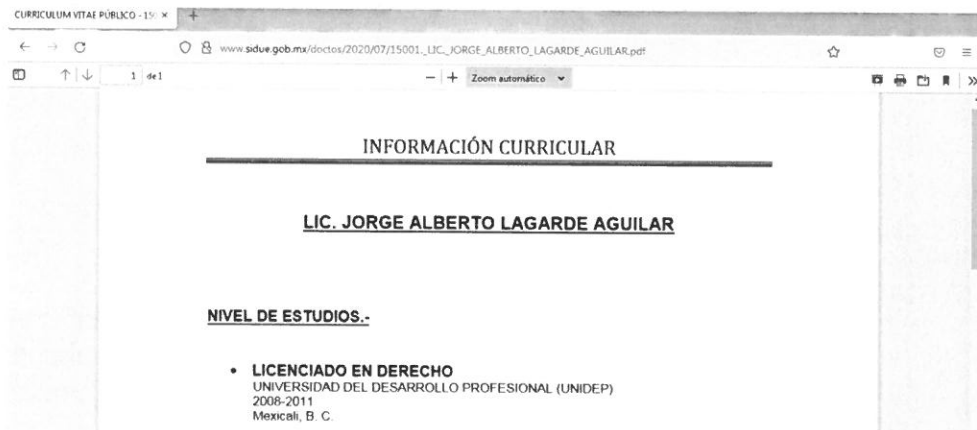 CURRICULUM VITAE PÚBLICO - 150
www.sidue.gob.mx/doctos/2020/07/15001._LIC._JORGE_ALBERTO_LAGARDE_AGUILAR.pdf
1 de 1
Zoom automático
INFORMACIÓN CURRICULAR
LIC. JORGE ALBERTO LAGARDE AGUILAR
NIVEL DE ESTUDIOS.-
• LICENCIADO EN DERECHO
UNIVERSIDAD DEL DESARROLLO PROFESIONAL (UNIDEP)
2008-2011
Mexicali, B. C.